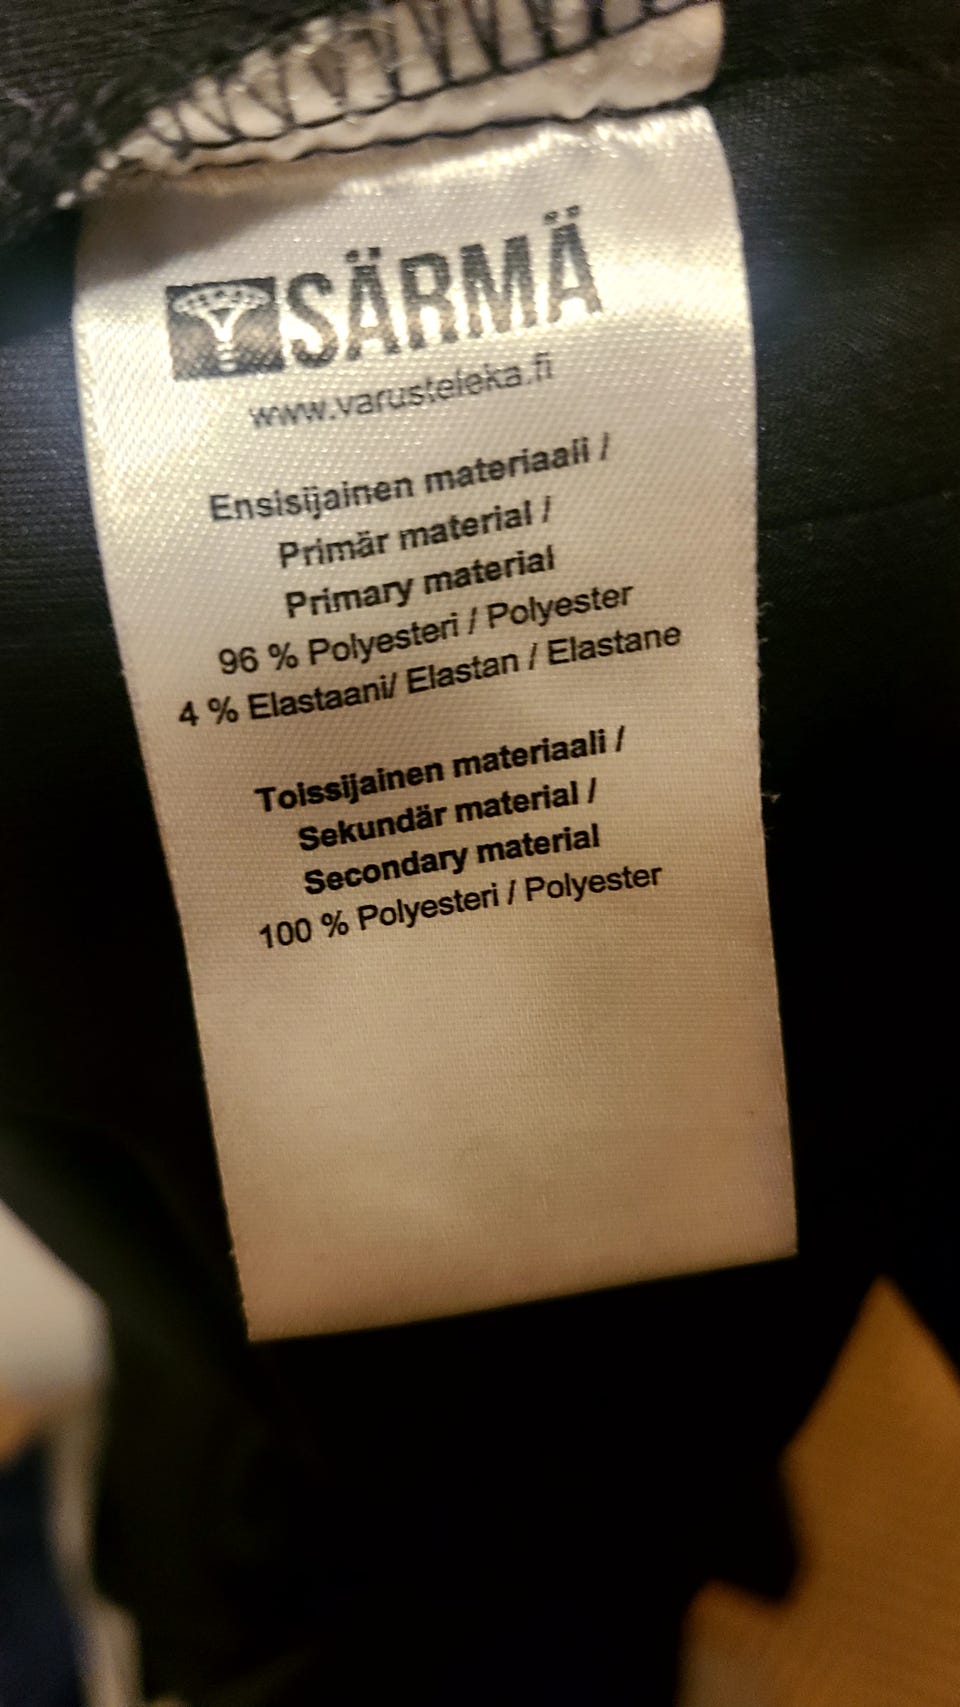 SÄRMÄ
www.varusteleka.fi
Ensisijainen materiaali /
Primär material /
Primary material
96 % Polyesteri / Polyester
4 % Elastaani/ Elastan / Elastane
Toissijainen materiaali /
Sekundär material /
Secondary material
100 % Polyesteri / Polyester